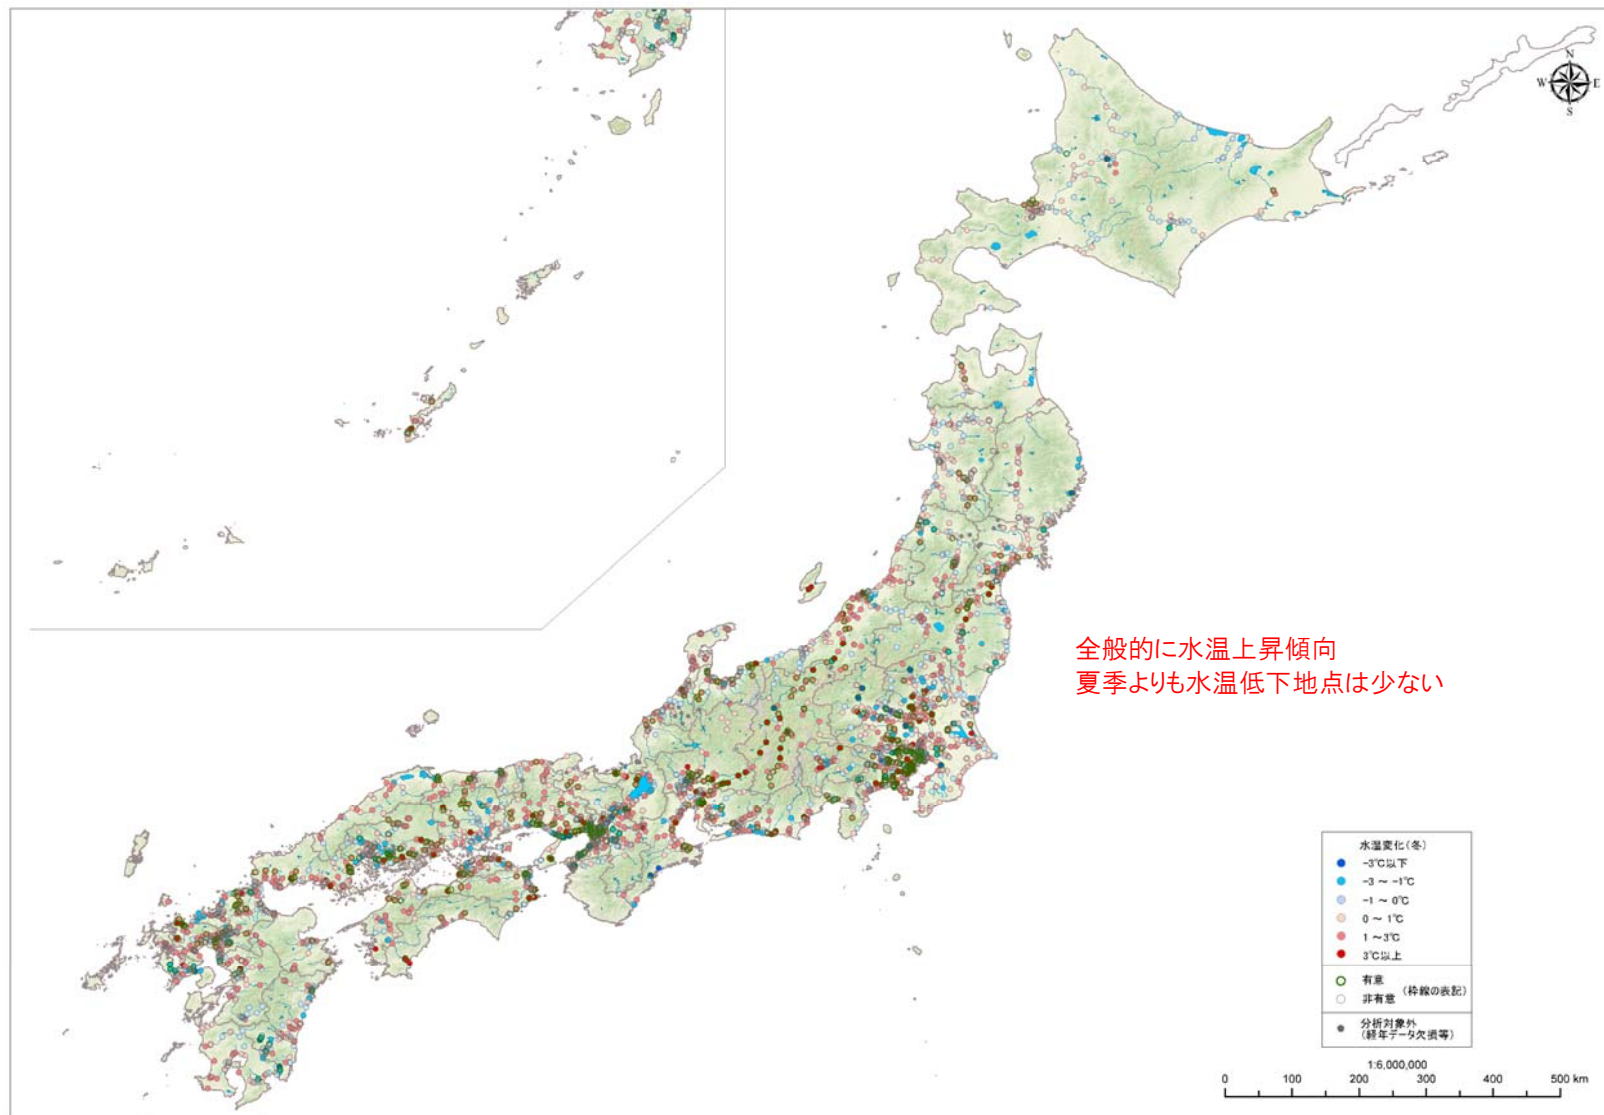 N
W E
S
全般的に水温上昇傾向
夏季よりも水温低下地点は少ない
水温変化(冬)
-3℃以下
-3 ~ -1℃
-1 ~ 0℃
0 ~ 1℃
1 ~3℃
3℃以上
有意
(枠線の表記)
非有意
分析対象外
(経年データ欠損等)
1:6,000,000
0 100 200 300 400 500 km